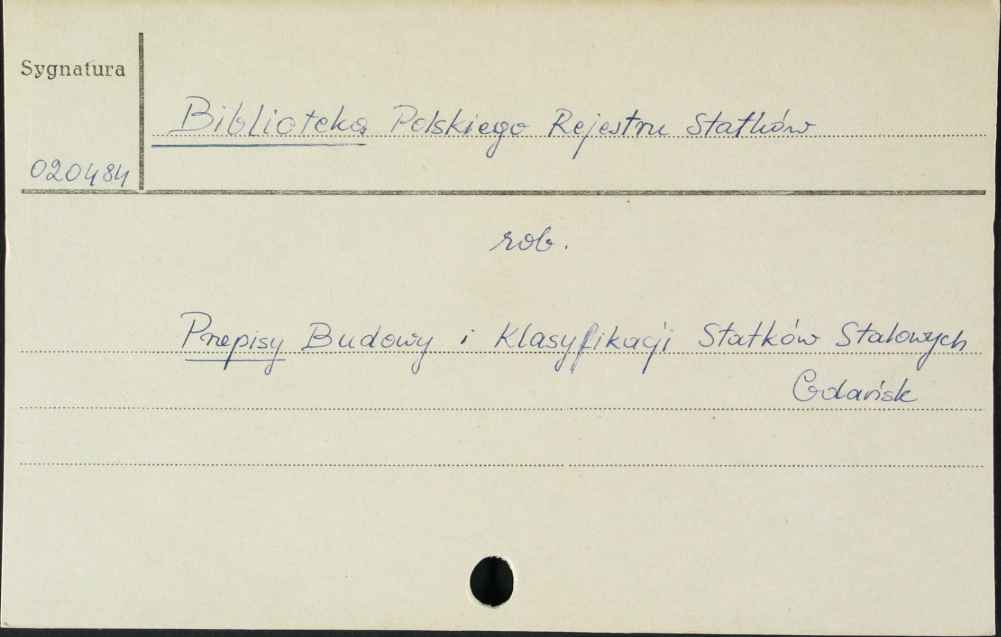 Sygnatura
Biblioteka Polskiego Rejestru Statków
020484
rob.
Przepisy Budowy i Klasyfikacji Statków Stalowych
Gdańsk